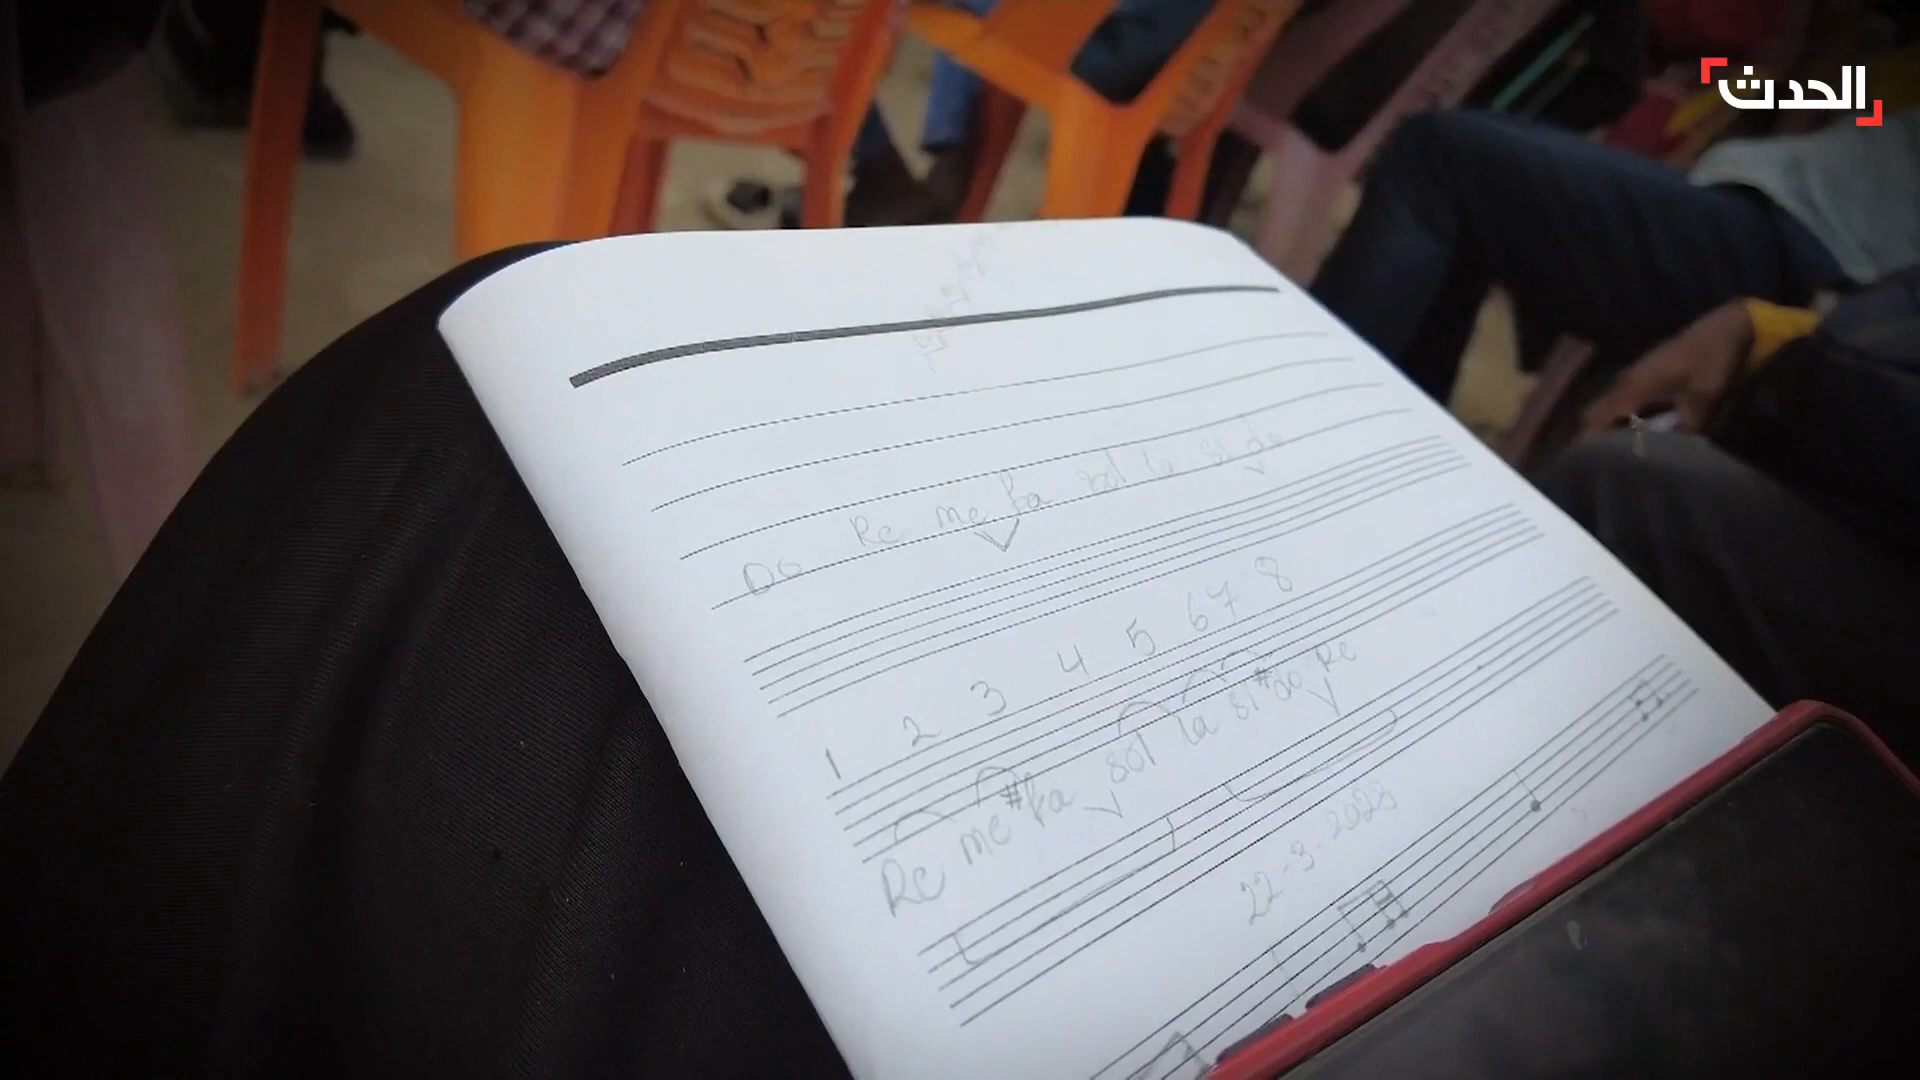 الحدث
Do Re me fa sol la si do
1 2 3 4 5 6 7 8
Re me #fa sol la si #do Re
22-3-2023